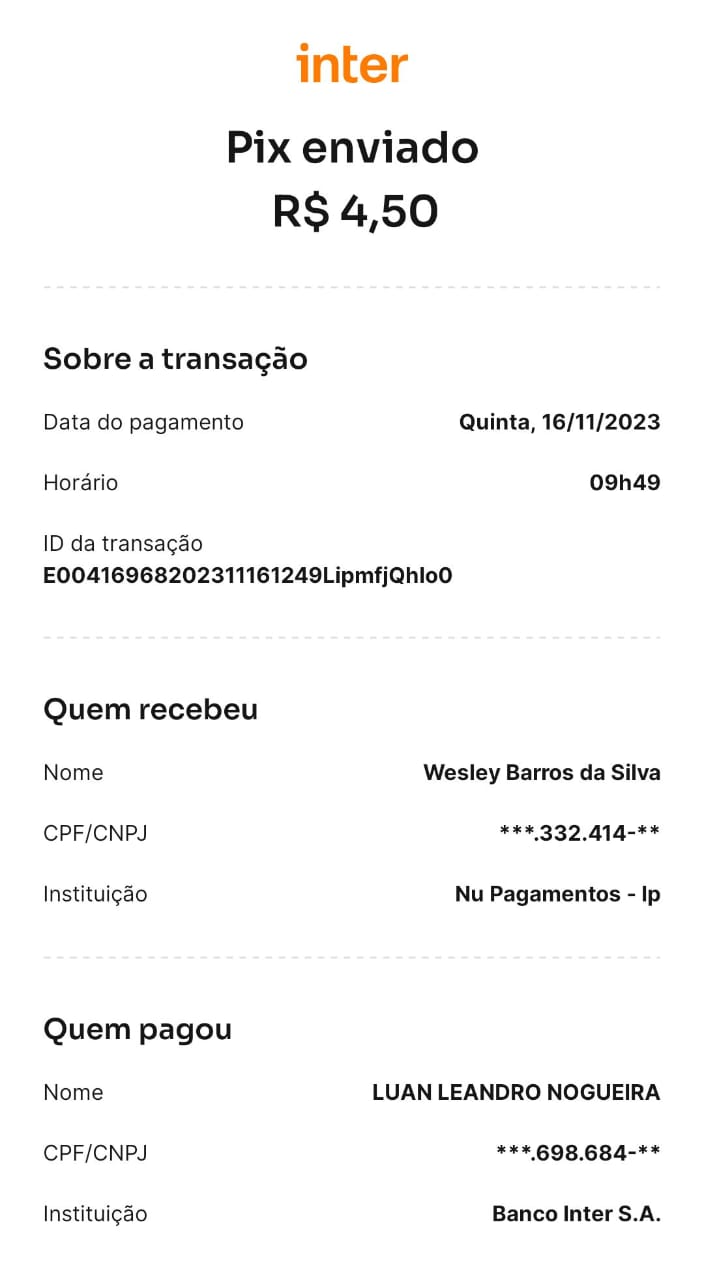 inter
Pix enviado
R$ 4,50
Sobre a transação
Data do pagamento Quinta, 16/11/2023
Horário 09h49
ID da transação
E00416968202311161249LipmfjQhIo0
Quem recebeu
Nome Wesley Barros da Silva
CPF/CNPJ ***.332.414-**
Instituição Nu Pagamentos - Ip
Quem pagou
Nome LUAN LEANDRO NOGUEIRA
CPF/CNPJ ***.698.684-**
Instituição Banco Inter S.A.